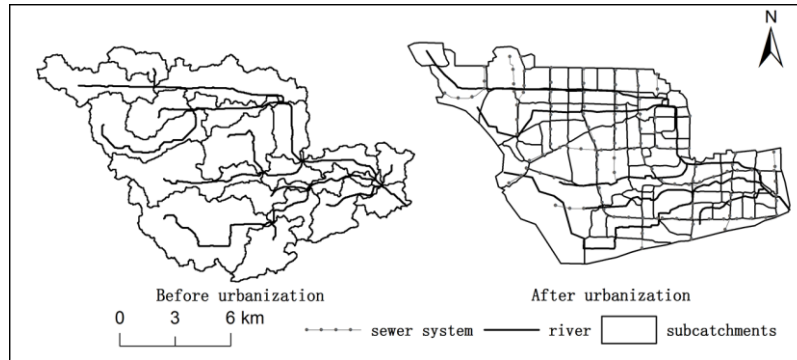 N
Before urbanization
After urbanization
0 3 6 km
sewer system
river
subcatchments